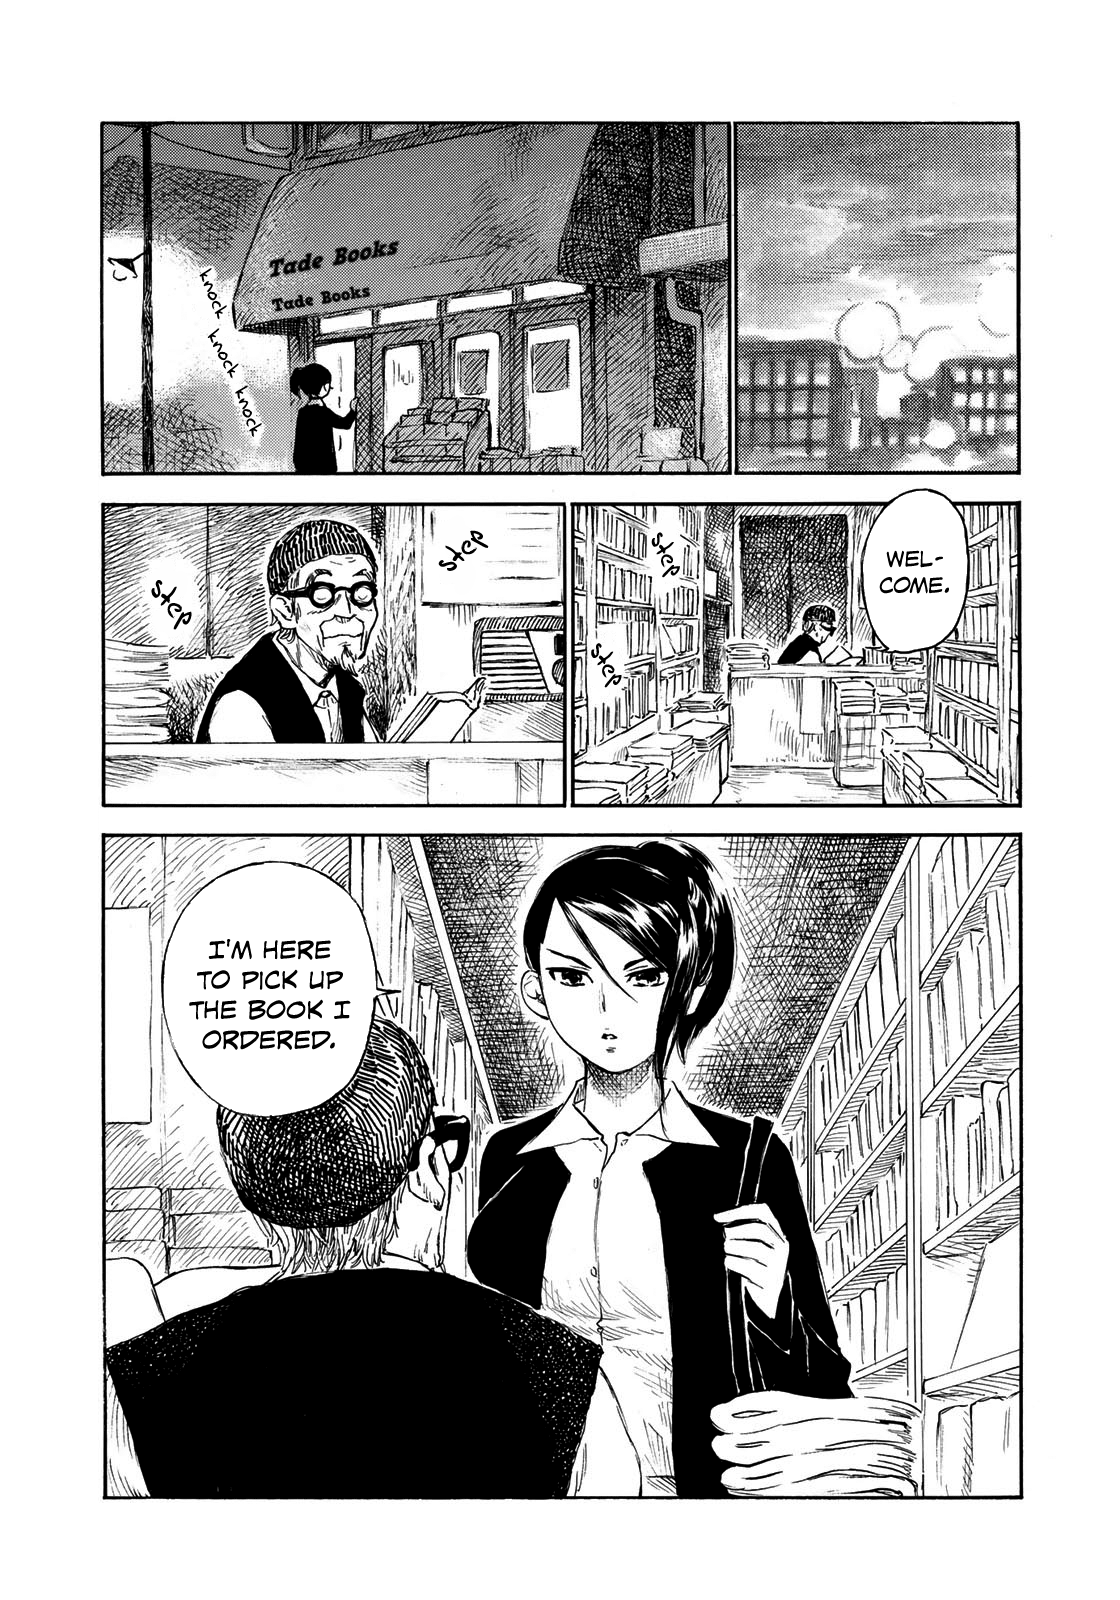 Tade Books
Tade Books
knock knock knock knock
step
step
WEL-
COME.
step
step
I'M HERE
TO PICK UP
THE BOOK I
ORDERED.